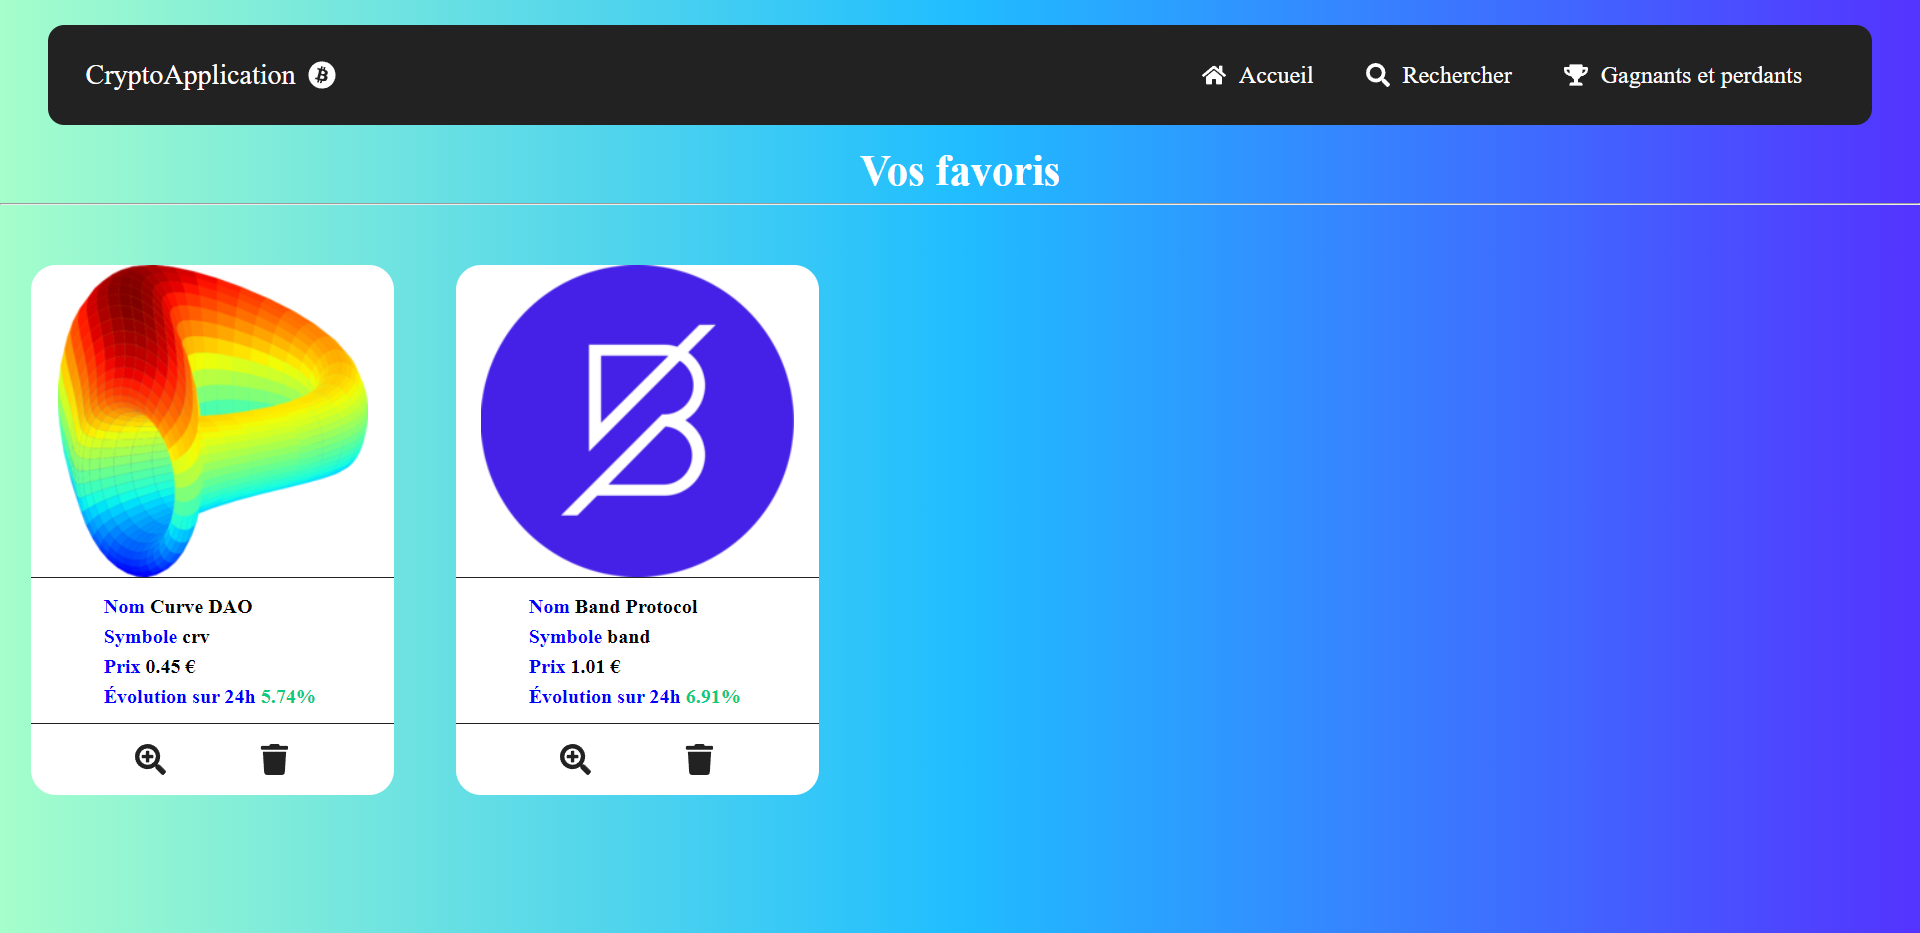 CryptoApplication
Accueil
Rechercher
Gagnants et perdants
Vos favoris
Nom Curve DAO
Symbole crv
Prix 0.45 €
Évolution sur 24h 5.74%
Nom Band Protocol
Symbole band
Prix 1.01 €
Évolution sur 24h 6.91%